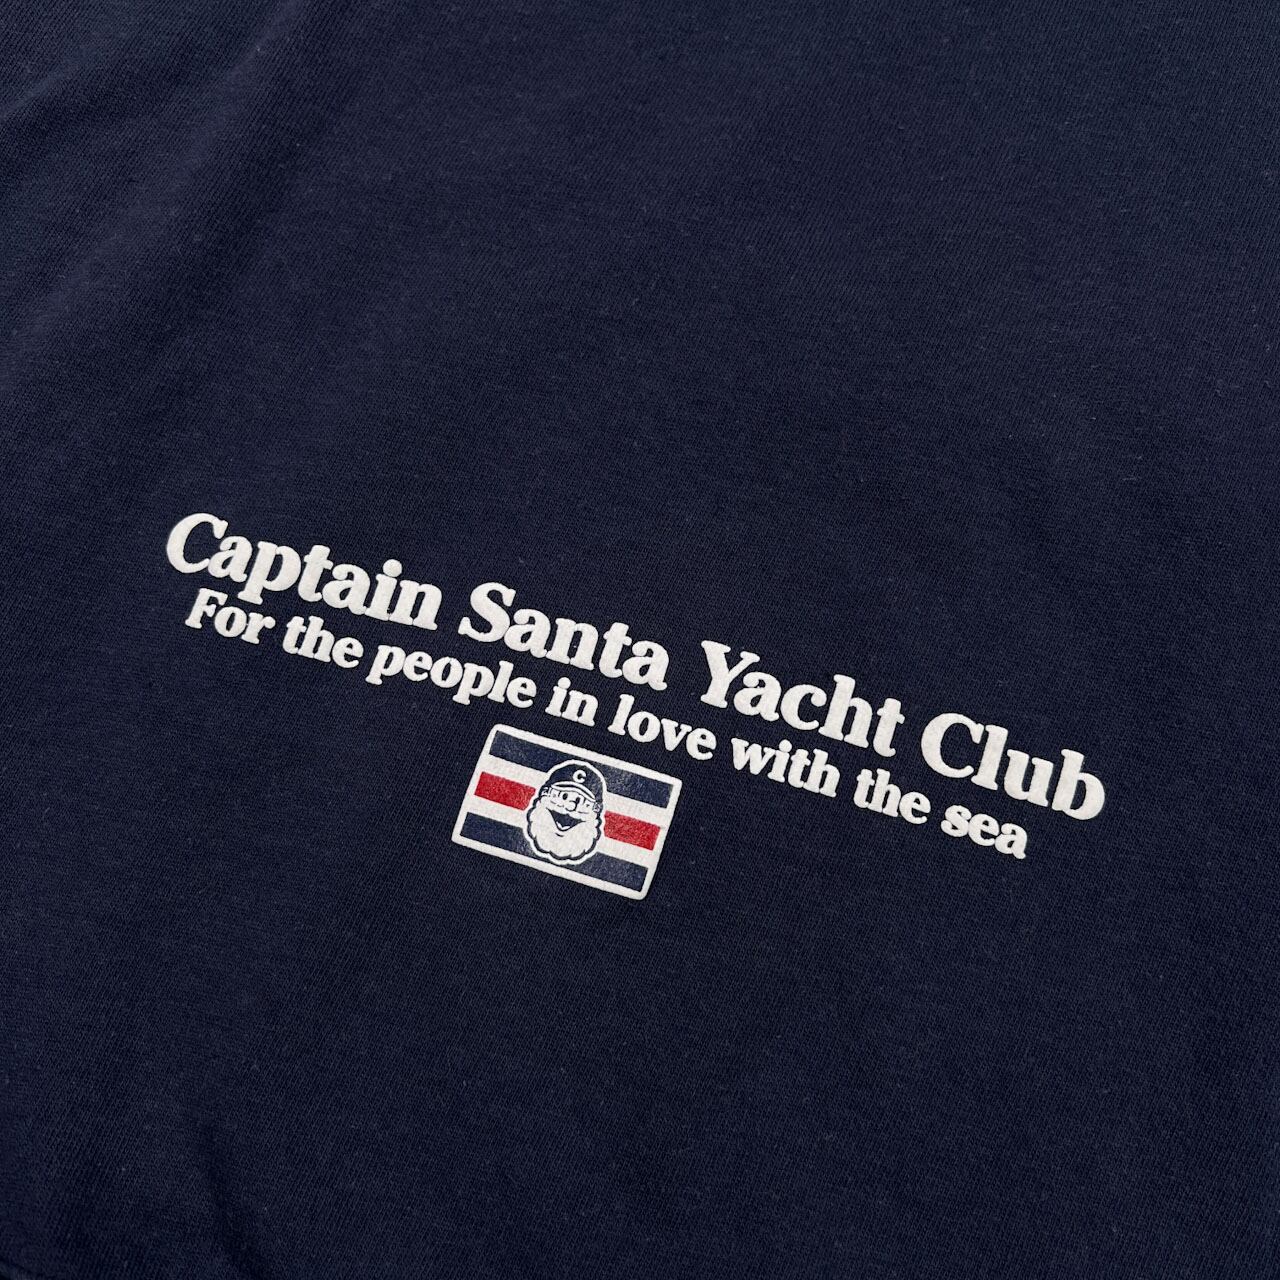 Captain Santa Yacht Club
For the people in love with the sea
C